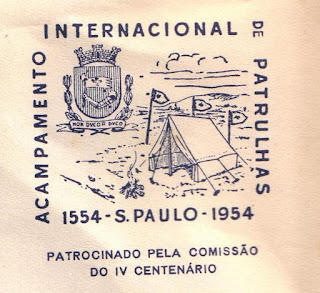 ACAMPAMENTO
INTERNACIONAL
DE
PATRULHAS
NON DVCOR DVCO
1554 - S. PAULO - 1954
PATROCINADO PELA COMISSÃO
DO IV CENTENÁRIO